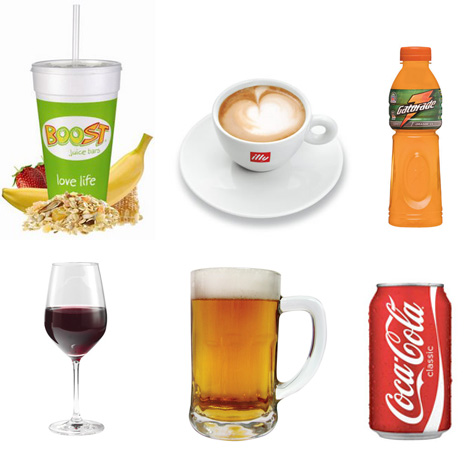 BOOST
juice bars
love life
illy
Gatorade
Coca-Cola
classic